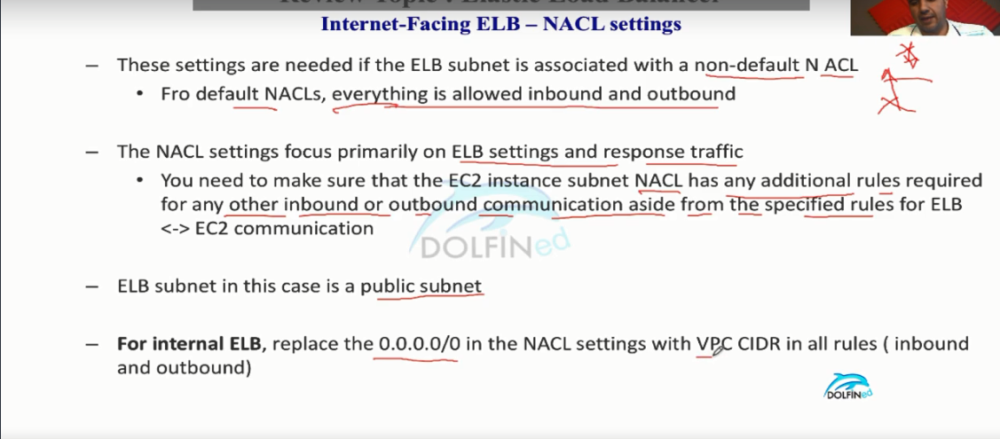 Review Topic : Elastic Load Balancer
Internet-Facing ELB – NACL settings
– These settings are needed if the ELB subnet is associated with a non-default N ACL
• Fro default NACLs, everything is allowed inbound and outbound
– The NACL settings focus primarily on ELB settings and response traffic
• You need to make sure that the EC2 instance subnet NACL has any additional rules required
for any other inbound or outbound communication aside from the specified rules for ELB
<-> EC2 communication
DOLFINed
– ELB subnet in this case is a public subnet
– For internal ELB, replace the 0.0.0.0/0 in the NACL settings with VPC CIDR in all rules ( inbound
and outbound)
DOLFINed